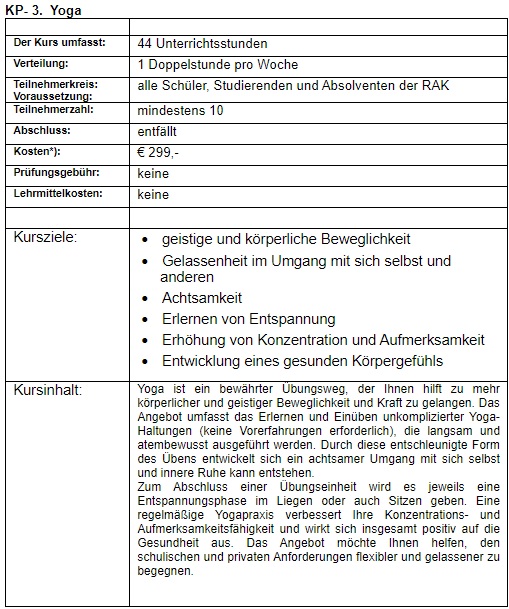 KP- 3. Yoga
Der Kurs umfasst: 44 Unterrichtsstunden
Verteilung: 1 Doppelstunde pro Woche
Teilnehmerkreis: alle Schüler, Studierenden und Absolventen der RAK
Voraussetzung:
Teilnehmerzahl: mindestens 10
Abschluss: entfällt
Kosten*): € 299,-
Prüfungsgebühr: keine
Lehrmittelkosten: keine
Kursziele: • geistige und körperliche Beweglichkeit
• Gelassenheit im Umgang mit sich selbst und
anderen
• Achtsamkeit
• Erlernen von Entspannung
• Erhöhung von Konzentration und Aufmerksamkeit
• Entwicklung eines gesunden Körpergefühls
Kursinhalt: Yoga ist ein bewährter Übungsweg, der Ihnen hilft zu mehr
körperlicher und geistiger Beweglichkeit und Kraft zu gelangen. Das
Angebot umfasst das Erlernen und Einüben unkomplizierter Yoga-
Haltungen (keine Vorerfahrungen erforderlich), die langsam und
atembewusst ausgeführt werden. Durch diese entschleunigte Form
des Übens entwickelt sich ein achtsamer Umgang mit sich selbst
und innere Ruhe kann entstehen.
Zum Abschluss einer Übungseinheit wird es jeweils eine
Entspannungsphase im Liegen oder auch Sitzen geben. Eine
regelmäßige Yogapraxis verbessert Ihre Konzentrations- und
Aufmerksamkeitsfähigkeit und wirkt sich insgesamt positiv auf die
Gesundheit aus. Das Angebot möchte Ihnen helfen, den
schulischen und privaten Anforderungen flexibler und gelassener zu
begegnen.